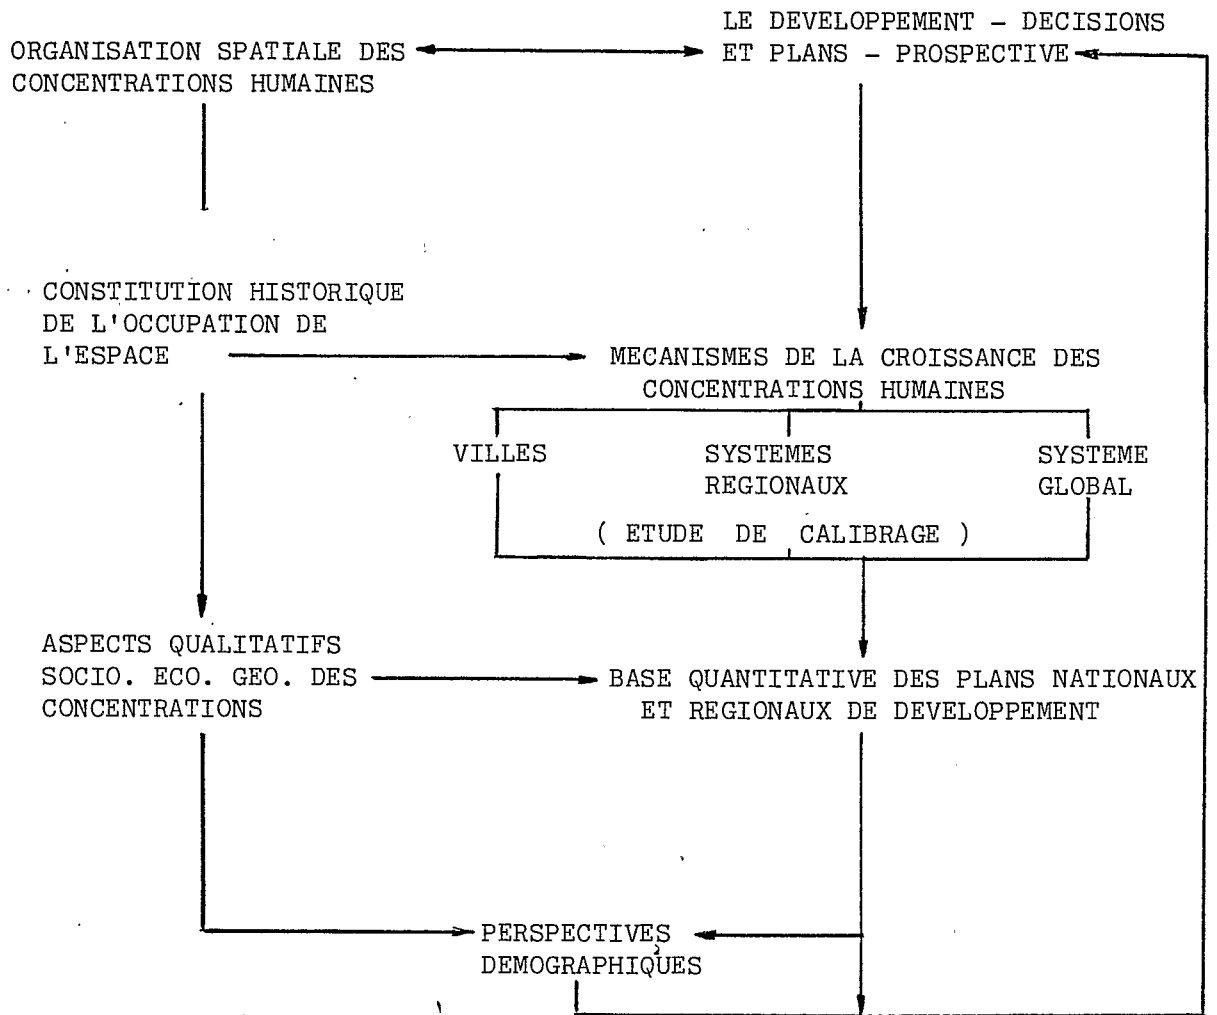 ORGANISATION SPATIALE DES
CONCENTRATIONS HUMAINES
LE DEVELOPPEMENT - DECISIONS
ET PLANS - PROSPECTIVE
CONSTITUTION HISTORIQUE
DE L'OCCUPATION DE
L'ESPACE
MECANISMES DE LA CROISSANCE DES
CONCENTRATIONS HUMAINES
VILLES
SYSTEMES
REGIONAUX
SYSTEME
GLOBAL
( ETUDE DE CALIBRAGE )
ASPECTS QUALITATIFS
SOCIO. ECO. GEO. DES
CONCENTRATIONS
BASE QUANTITATIVE DES PLANS NATIONAUX
ET REGIONAUX DE DEVELOPPEMENT
PERSPECTIVES
DEMOGRAPHIQUES